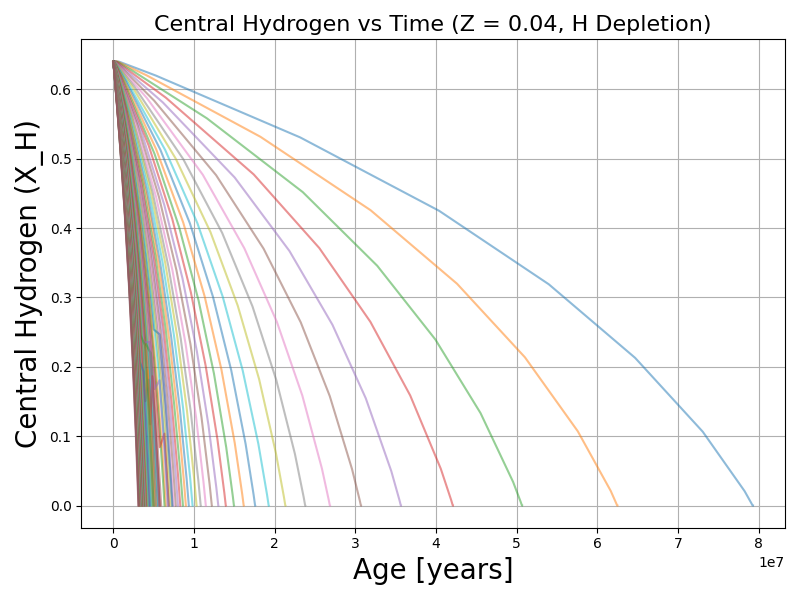 Central Hydrogen vs Time (Z = 0.04, H Depletion)
Central Hydrogen (X_H)
0.6
0.5
0.4
0.3
0.2
0.1
0.0
0 1 2 3 4 5 6 7 8
1e7
Age [years]